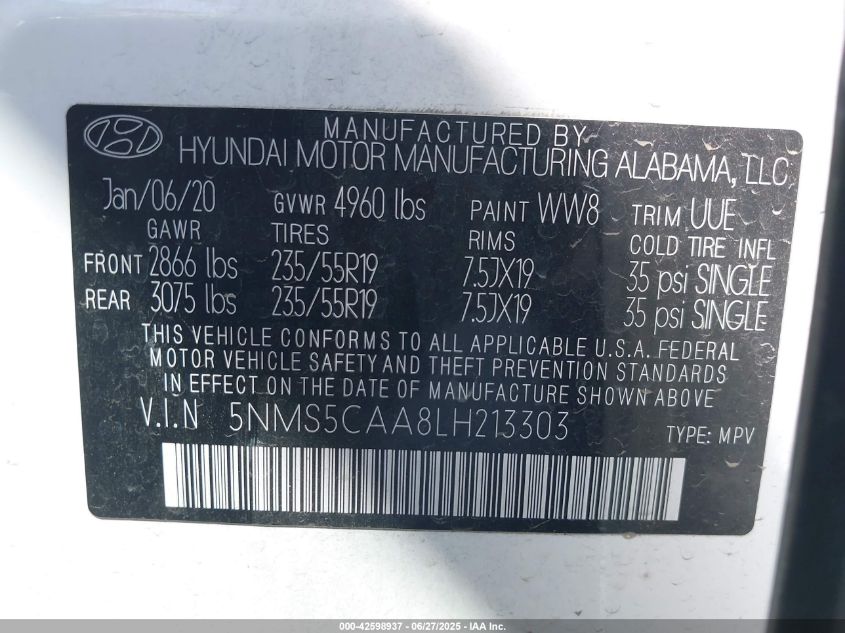 MANUFACTURED BY
HYUNDAI MOTOR MANUFACTURING ALABAMA, LLC
Jan/06/20 GVWR 4960 lbs PAINT WW8 TRIM UUE
GAWR TIRES RIMS COLD TIRE INFL
FRONT 2866 lbs 235/55R19 7.5JX19 35 psi SINGLE
REAR 3075 lbs 235/55R19 7.5JX19 35 psi SINGLE
THIS VEHICLE CONFORMS TO ALL APPLICABLE U.S.A. FEDERAL
MOTOR VEHICLE SAFETY AND THEFT PREVENTION STANDARDS
IN EFFECT ON THE DATE OF MANUFACTURE SHOWN ABOVE
V.I.N 5NMS5CAA8LH213303 TYPE: MPV
000-42598937 - 06/27/2025 - IAA Inc.